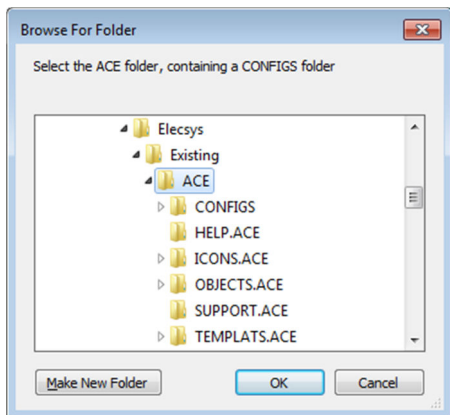 Browse For Folder
Select the ACE folder, containing a CONFIGS folder
Elecsys
Existing
ACE
CONFIGS
HELP.ACE
ICONS.ACE
OBJECTS.ACE
SUPPORT.ACE
TEMPLATS.ACE
Make New Folder OK Cancel